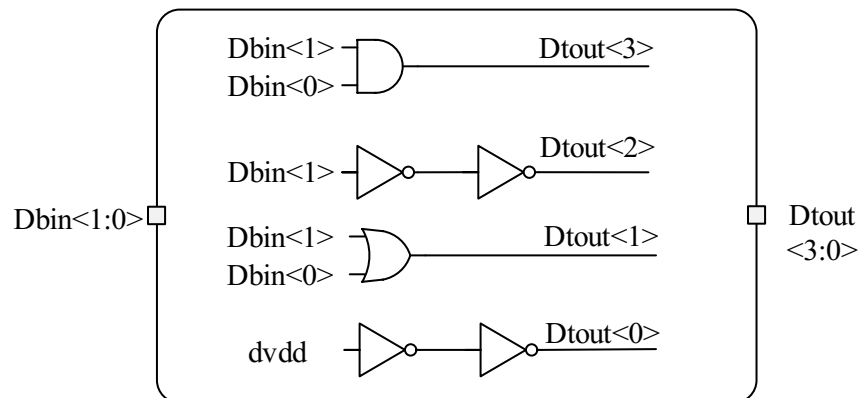 Dbin<1>
Dtout<3>
Dbin<0>
Dtout<2>
Dbin<1>
Dbin<1:0>
Dtout
<3:0>
Dbin<1>
Dtout<1>
Dbin<0>
Dtout<0>
dvdd